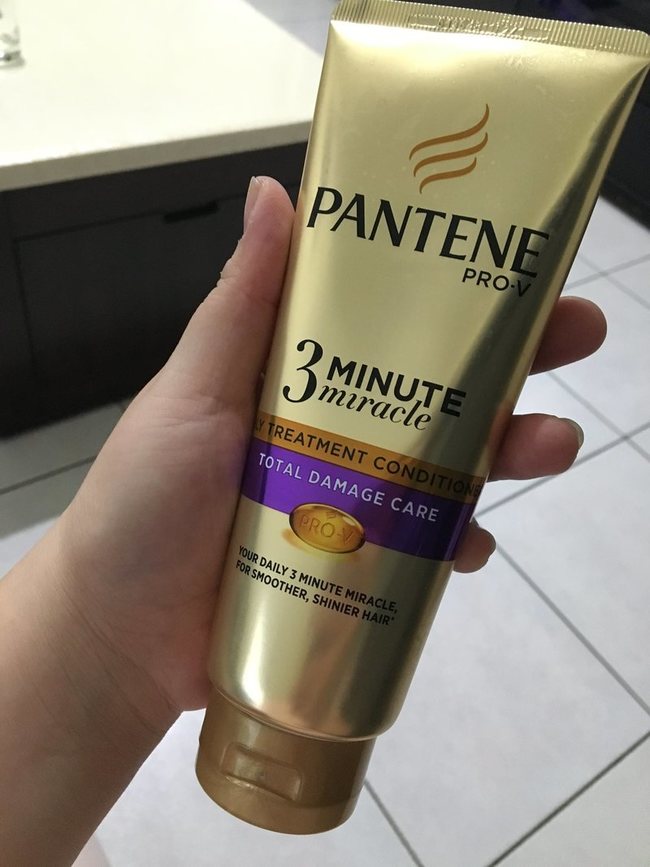 PANTENE
PRO-V
3 MINUTE
miracle
LY TREATMENT CONDITIONE
TOTAL DAMAGE CARE
PRO-V
YOUR DAILY 3 MINUTE MIRACLE,
FOR SMOOTHER, SHINIER HAIR*